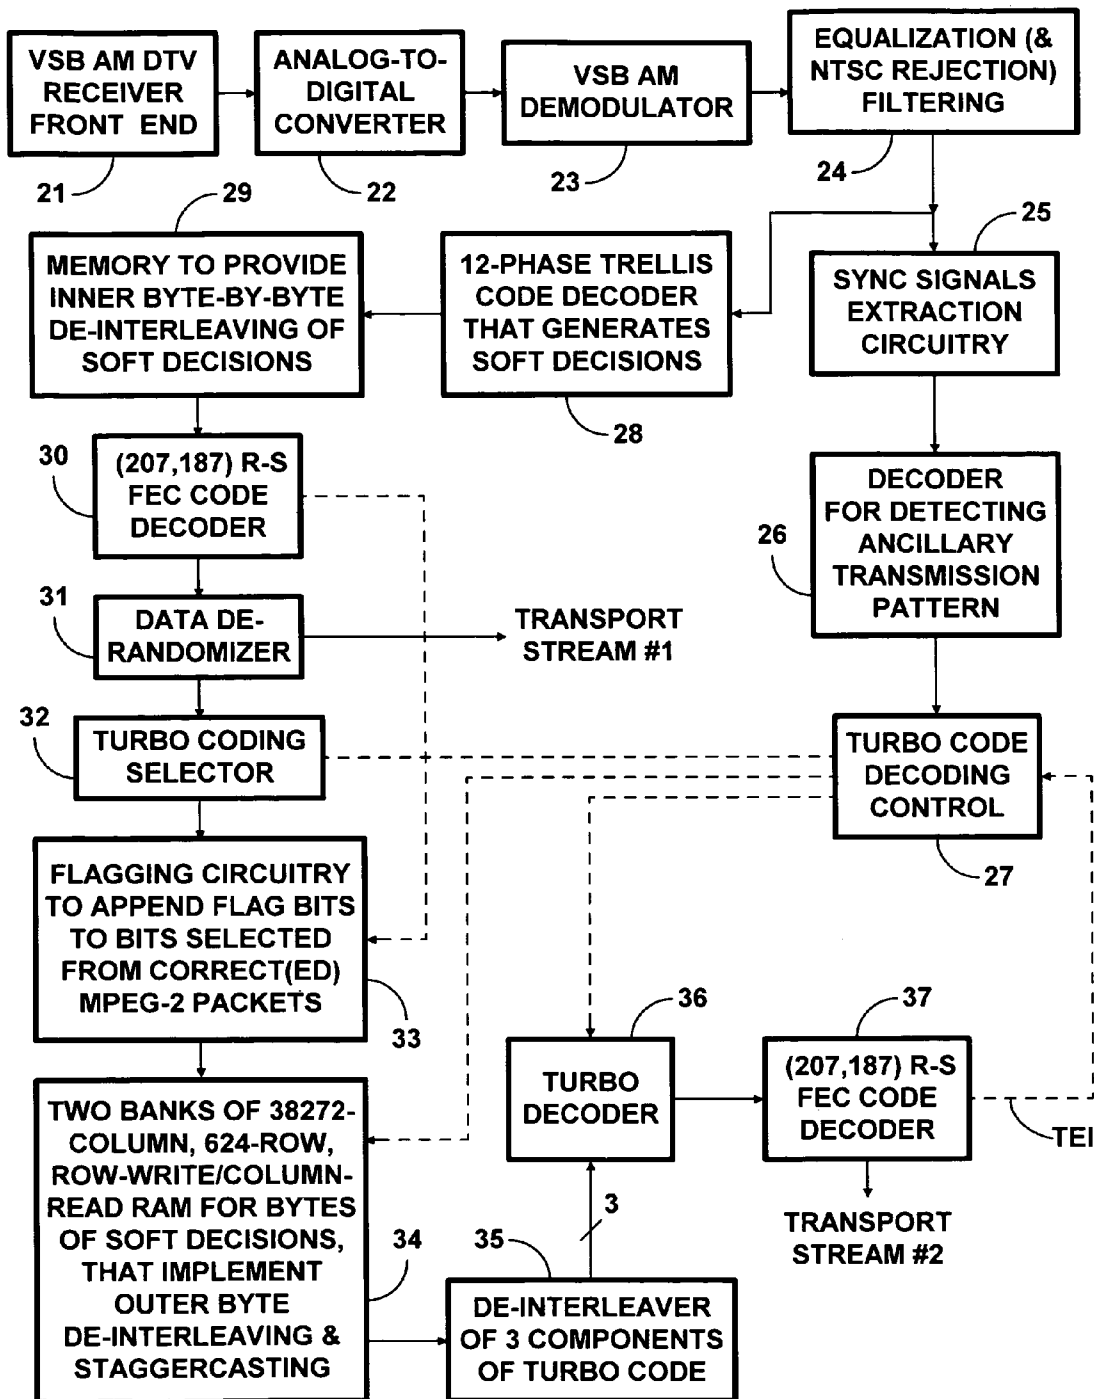 VSB AM DTV
RECEIVER
FRONT END
21
ANALOG-TO-
DIGITAL
CONVERTER
22
VSB AM
DEMODULATOR
23
EQUALIZATION (&
NTSC REJECTION)
FILTERING
24
29
MEMORY TO PROVIDE
INNER BYTE-BY-BYTE
DE-INTERLEAVING OF
SOFT DECISIONS
12-PHASE TRELLIS
CODE DECODER
THAT GENERATES
SOFT DECISIONS
28
25
SYNC SIGNALS
EXTRACTION
CIRCUITRY
30
(207,187) R-S
FEC CODE
DECODER
26
DECODER
FOR DETECTING
ANCILLARY
TRANSMISSION
PATTERN
31
DATA DE-
RANDOMIZER
TRANSPORT
STREAM #1
32
TURBO CODING
SELECTOR
TURBO CODE
DECODING
CONTROL
27
FLAGGING CIRCUITRY
TO APPEND FLAG BITS
TO BITS SELECTED
FROM CORRECT(ED)
MPEG-2 PACKETS
33
36
TURBO
DECODER
37
(207,187) R-S
FEC CODE
DECODER
TEI
TRANSPORT
STREAM #2
TWO BANKS OF 38272-
COLUMN, 624-ROW,
ROW-WRITE/COLUMN-
READ RAM FOR BYTES
OF SOFT DECISIONS,
THAT IMPLEMENT
OUTER BYTE
DE-INTERLEAVING &
STAGGERCASTING
34
3
35
DE-INTERLEAVER
OF 3 COMPONENTS
OF TURBO CODE